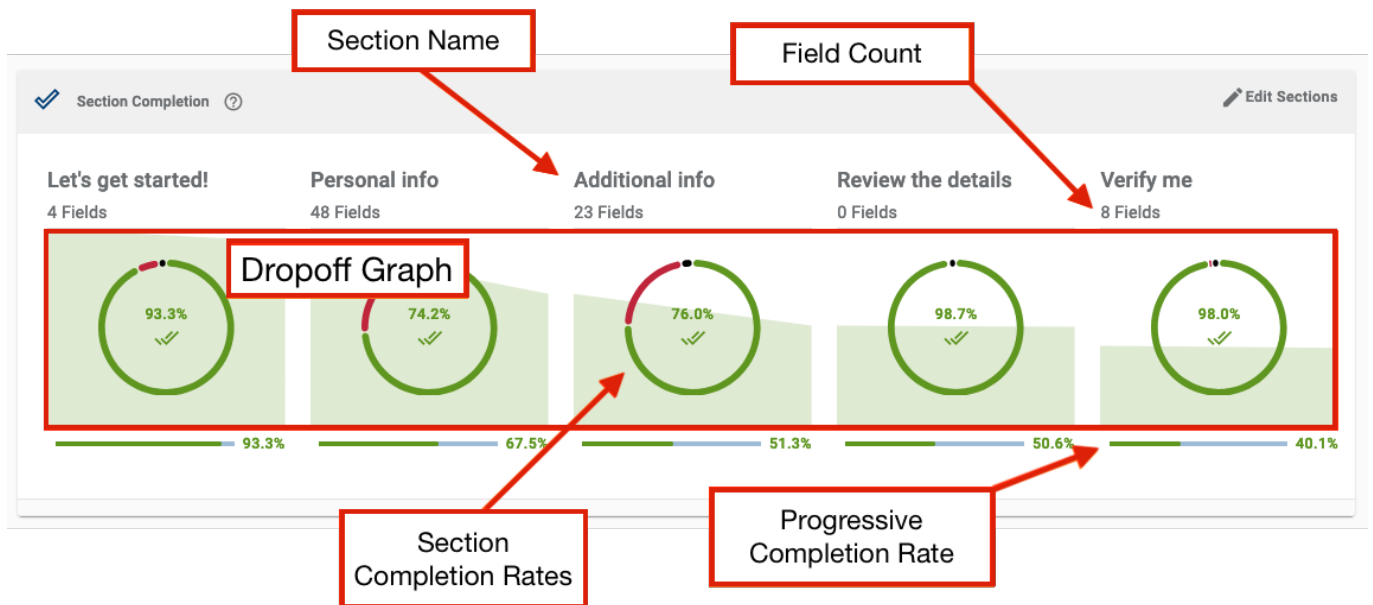 Section Name
Field Count
Section Completion
Edit Sections
Let's get started!
Personal info
Additional info
Review the details
Verify me
4 Fields
48 Fields
23 Fields
0 Fields
8 Fields
Dropoff Graph
93.3%
74.2%
76.0%
98.7%
98.0%
93.3%
67.5%
51.3%
50.6%
40.1%
Section
Completion Rates
Progressive
Completion Rate